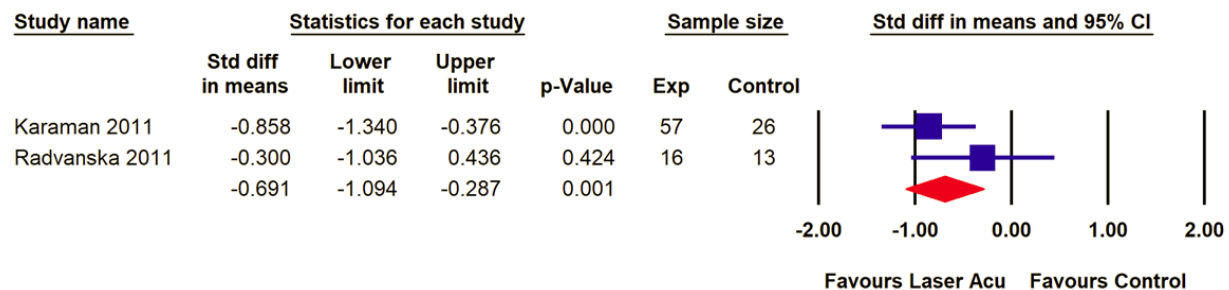 Study name Statistics for each study Sample size Std diff in means and 95% CI
Std diff in means Lower limit Upper limit p-Value Exp Control
Karaman 2011 -0.858 -1.340 -0.376 0.000 57 26
Radvanska 2011 -0.300 -1.036 0.436 0.424 16 13
-0.691 -1.094 -0.287 0.001
-2.00 -1.00 0.00 1.00 2.00
Favours Laser Acu Favours Control